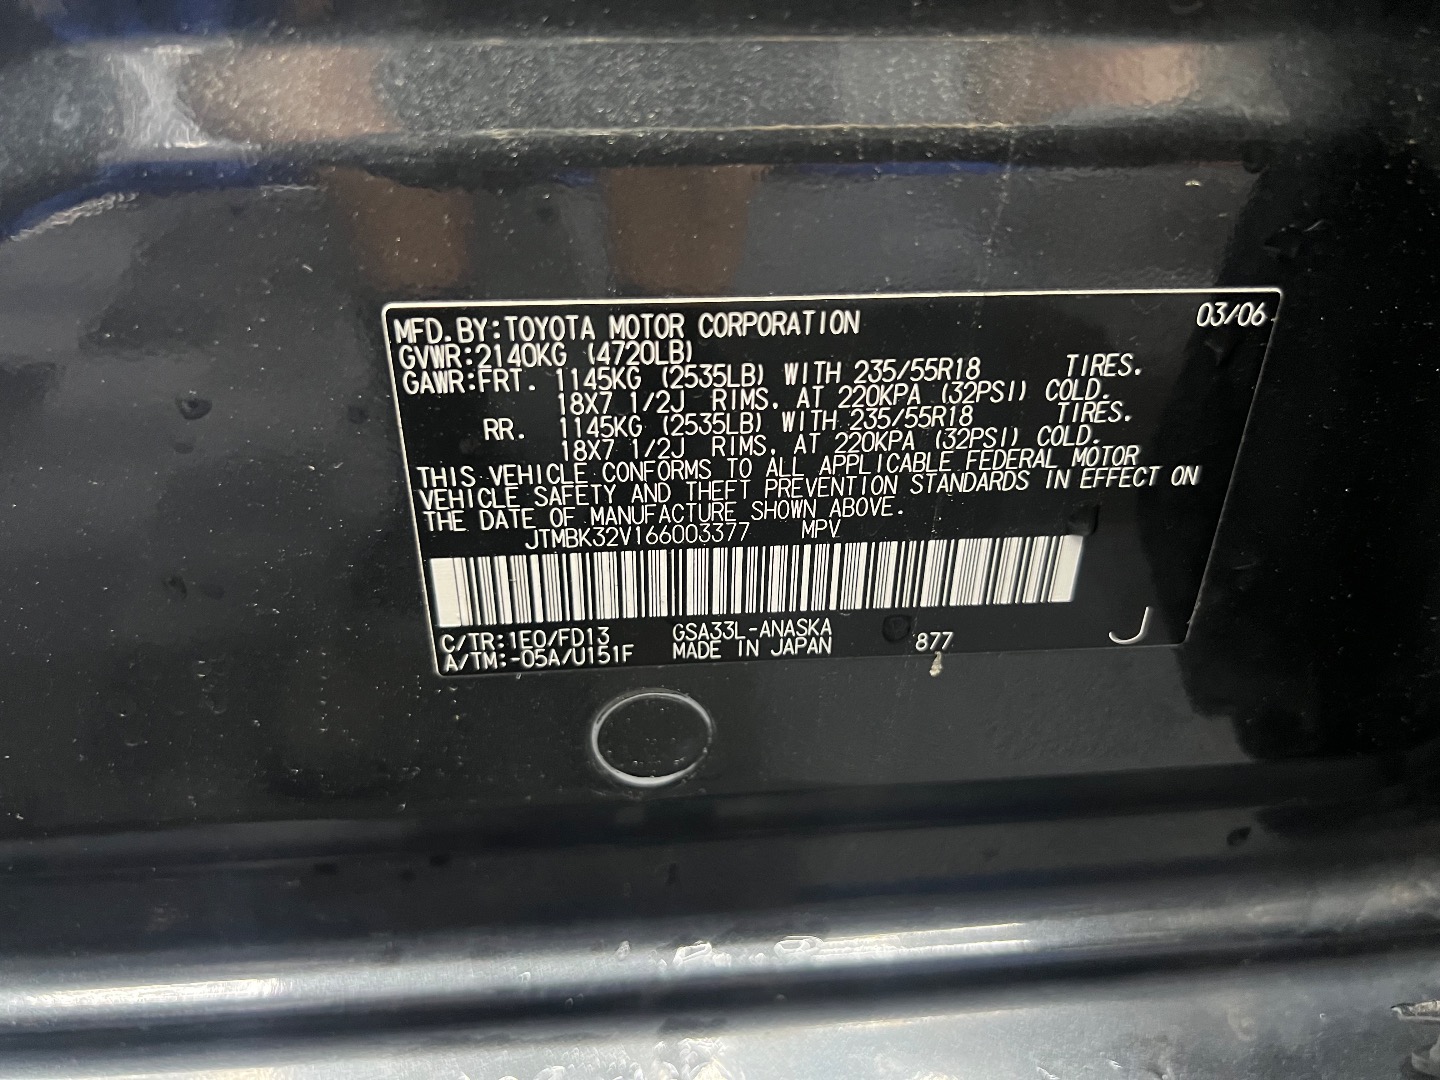 MFD. BY: TOYOTA MOTOR CORPORATION 03/06
GVWR:2140KG (4720LB)
GAWR:FRT. 1145KG (2535LB) WITH 235/55R18 TIRES.
18X7 1/2J RIMS, AT 220KPA (32PSI) COLD.
RR. 1145KG (2535LB) WITH 235/55R18 TIRES.
18X7 1/2J RIMS, AT 220KPA (32PSI) COLD.
THIS VEHICLE CONFORMS TO ALL APPLICABLE FEDERAL MOTOR
VEHICLE SAFETY AND THEFT PREVENTION STANDARDS IN EFFECT ON
THE DATE OF MANUFACTURE SHOWN ABOVE.
JTMBK32V166003377 MPV
C/TR:1E0/FD13 GSA33L-ANASKA
A/TM:-05A/U151F MADE IN JAPAN 877 J